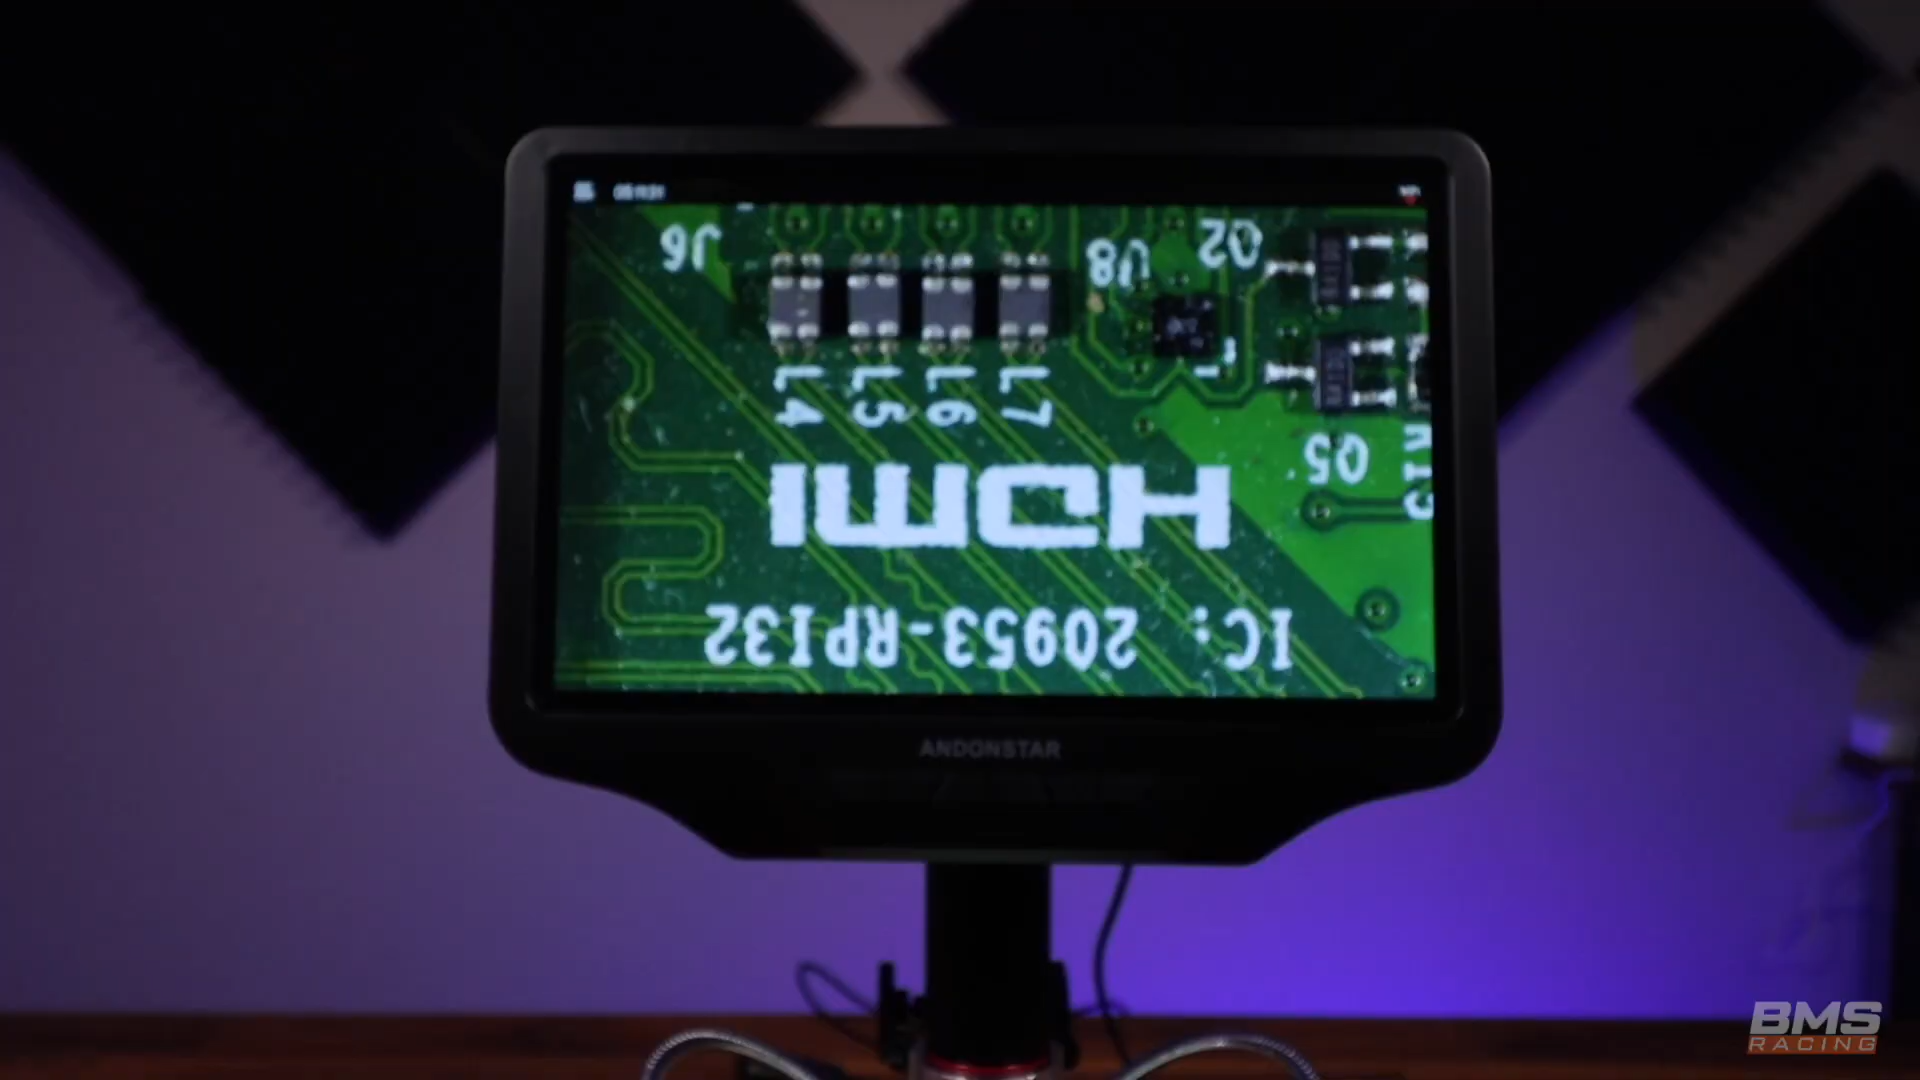 J6
U8
Q2
L4
L5
L6
L7
Q5
HDMI
IC: 20953-RPI32
ANDONSTAR
BMS
RACING